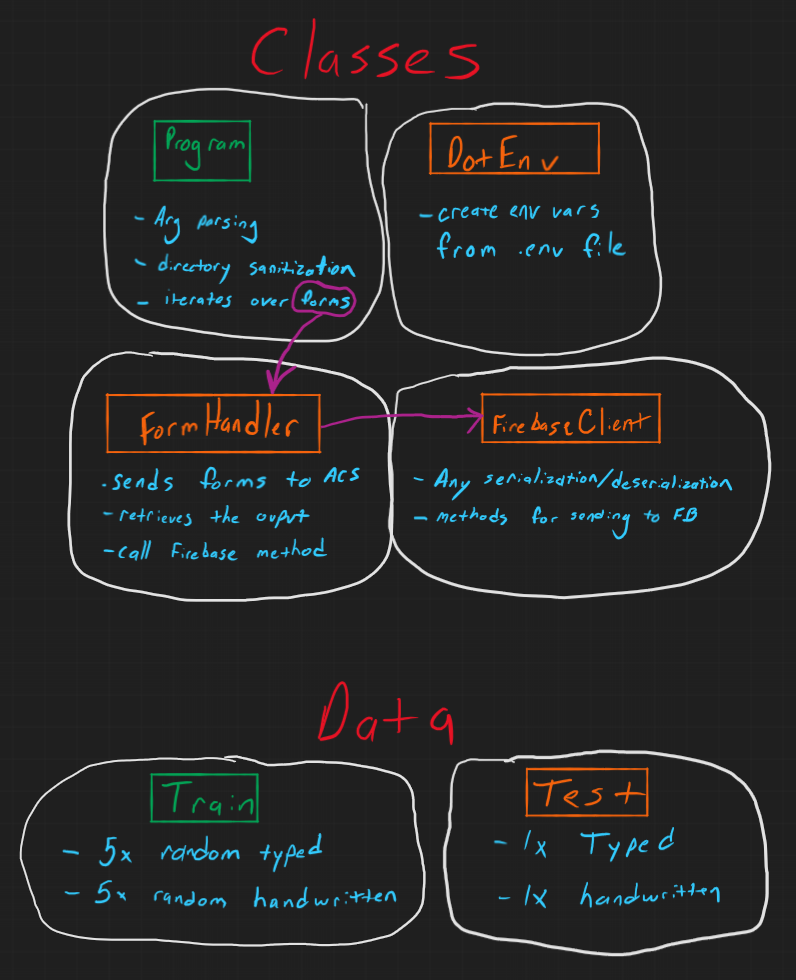 Classes
Program
- Arg parsing
- directory sanitization
- iterates over forms
DotEnv
- create env vars
from .env file
FormHandler
. sends forms to ACS
- retrieves the ouput
- call Firebase method
FirebaseClient
- Any serialization/deserialization
- methods for sending to FB
Data
Train
- 5x random typed
- 5x random handwritten
Test
- 1x Typed
- 1x handwritten